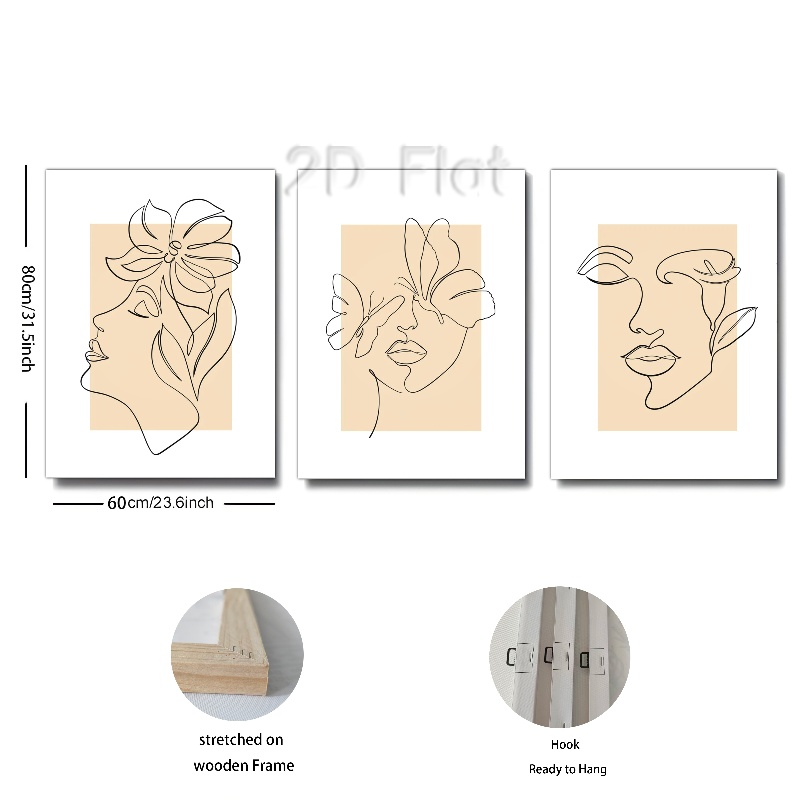 2D Flat
80cm/31.5inch
60cm/23.6inch
stretched on
wooden Frame
Hook
Ready to Hang